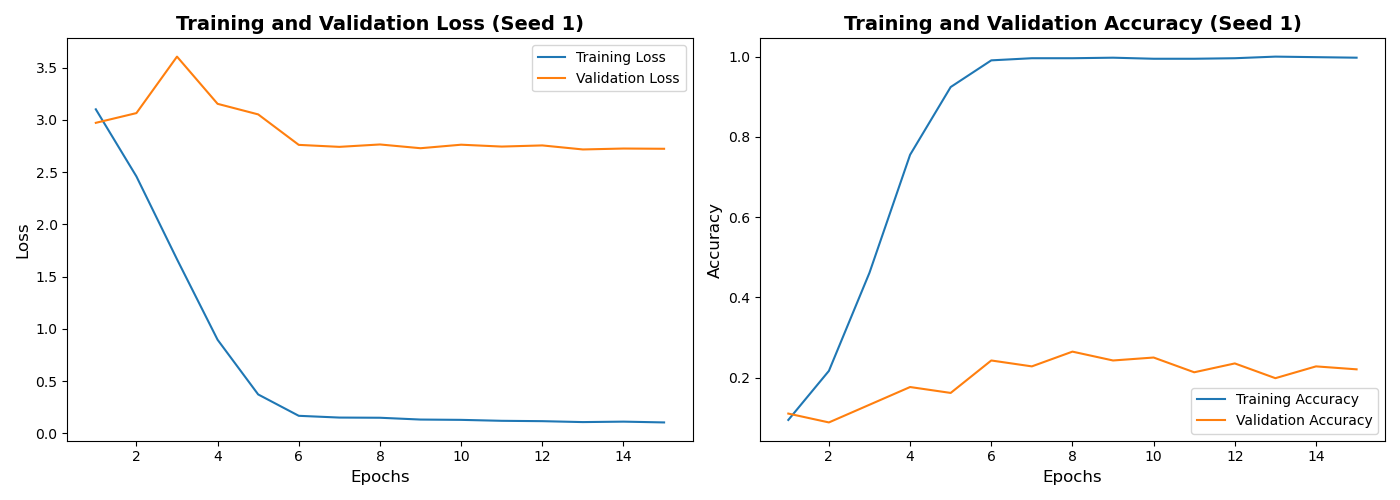 Training and Validation Loss (Seed 1)
Training Loss
Validation Loss
3.5
3.0
2.5
2.0
1.5
1.0
0.5
0.0
Loss
2 4 6 8 10 12 14
Epochs
Training and Validation Accuracy (Seed 1)
1.0
0.8
0.6
0.4
0.2
Accuracy
Training Accuracy
Validation Accuracy
2 4 6 8 10 12 14
Epochs